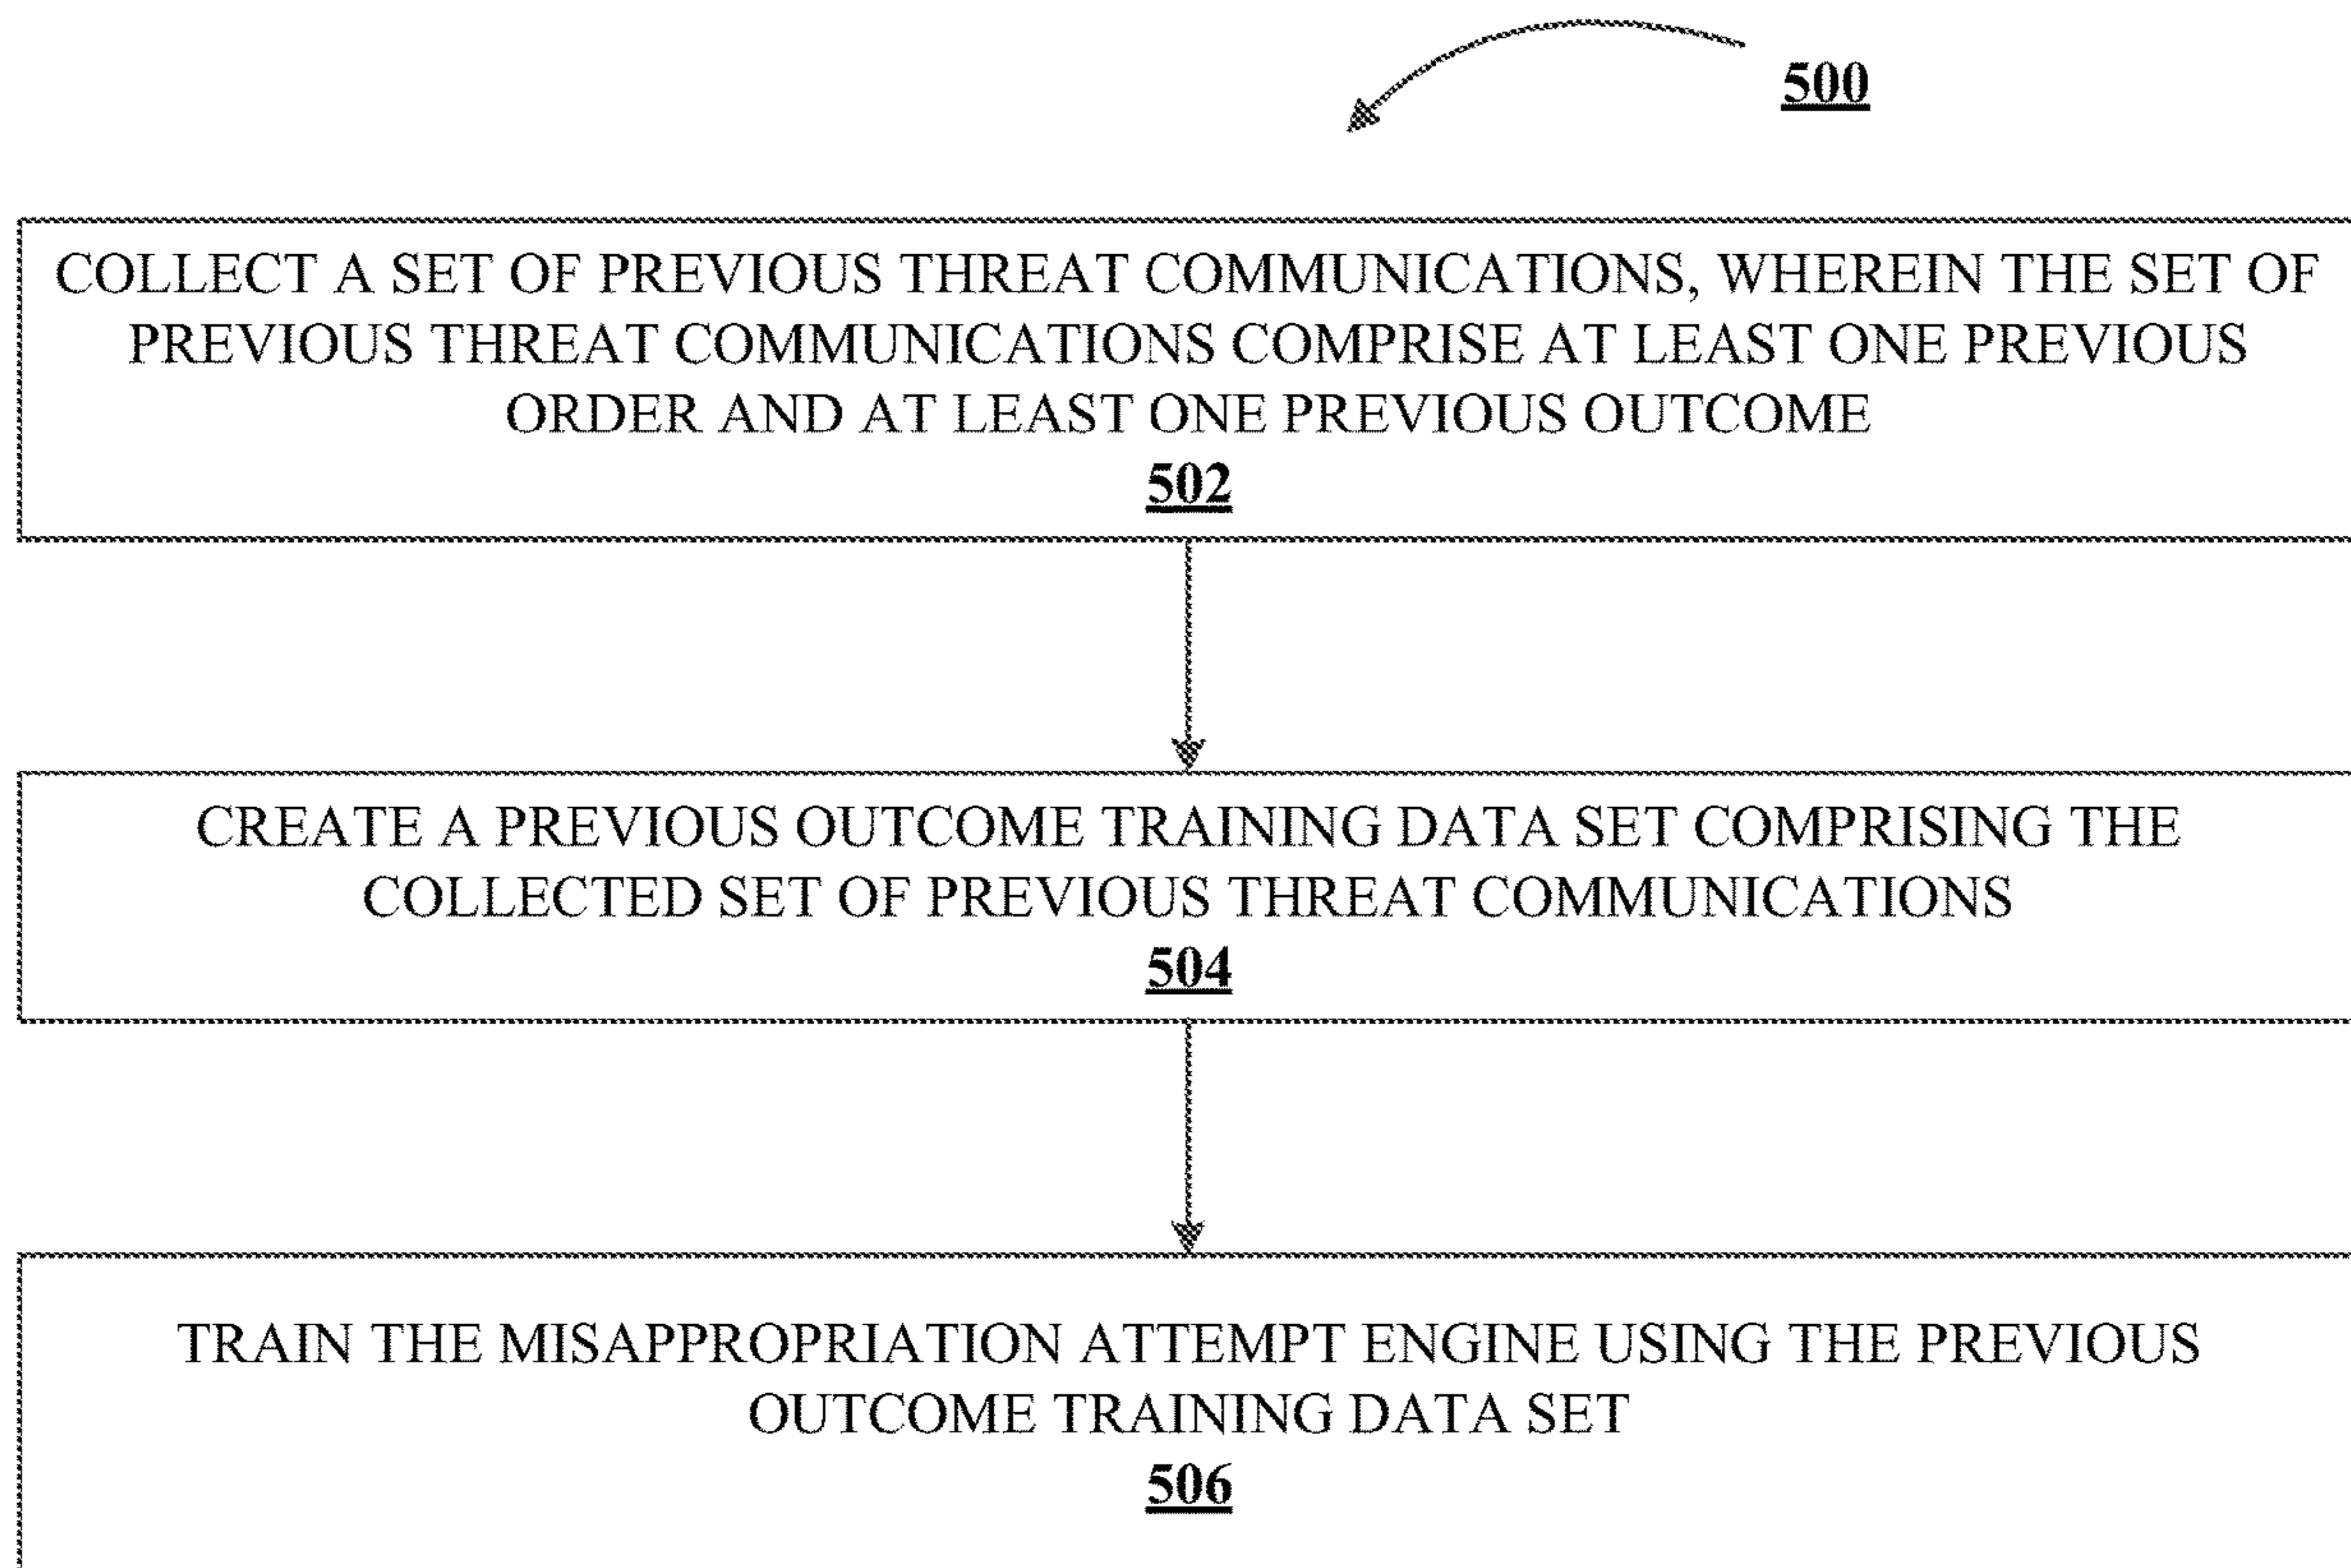 500
COLLECT A SET OF PREVIOUS THREAT COMMUNICATIONS, WHEREIN THE SET OF
PREVIOUS THREAT COMMUNICATIONS COMPRISE AT LEAST ONE PREVIOUS
ORDER AND AT LEAST ONE PREVIOUS OUTCOME
502
CREATE A PREVIOUS OUTCOME TRAINING DATA SET COMPRISING THE
COLLECTED SET OF PREVIOUS THREAT COMMUNICATIONS
504
TRAIN THE MISAPPROPRIATION ATTEMPT ENGINE USING THE PREVIOUS
OUTCOME TRAINING DATA SET
506